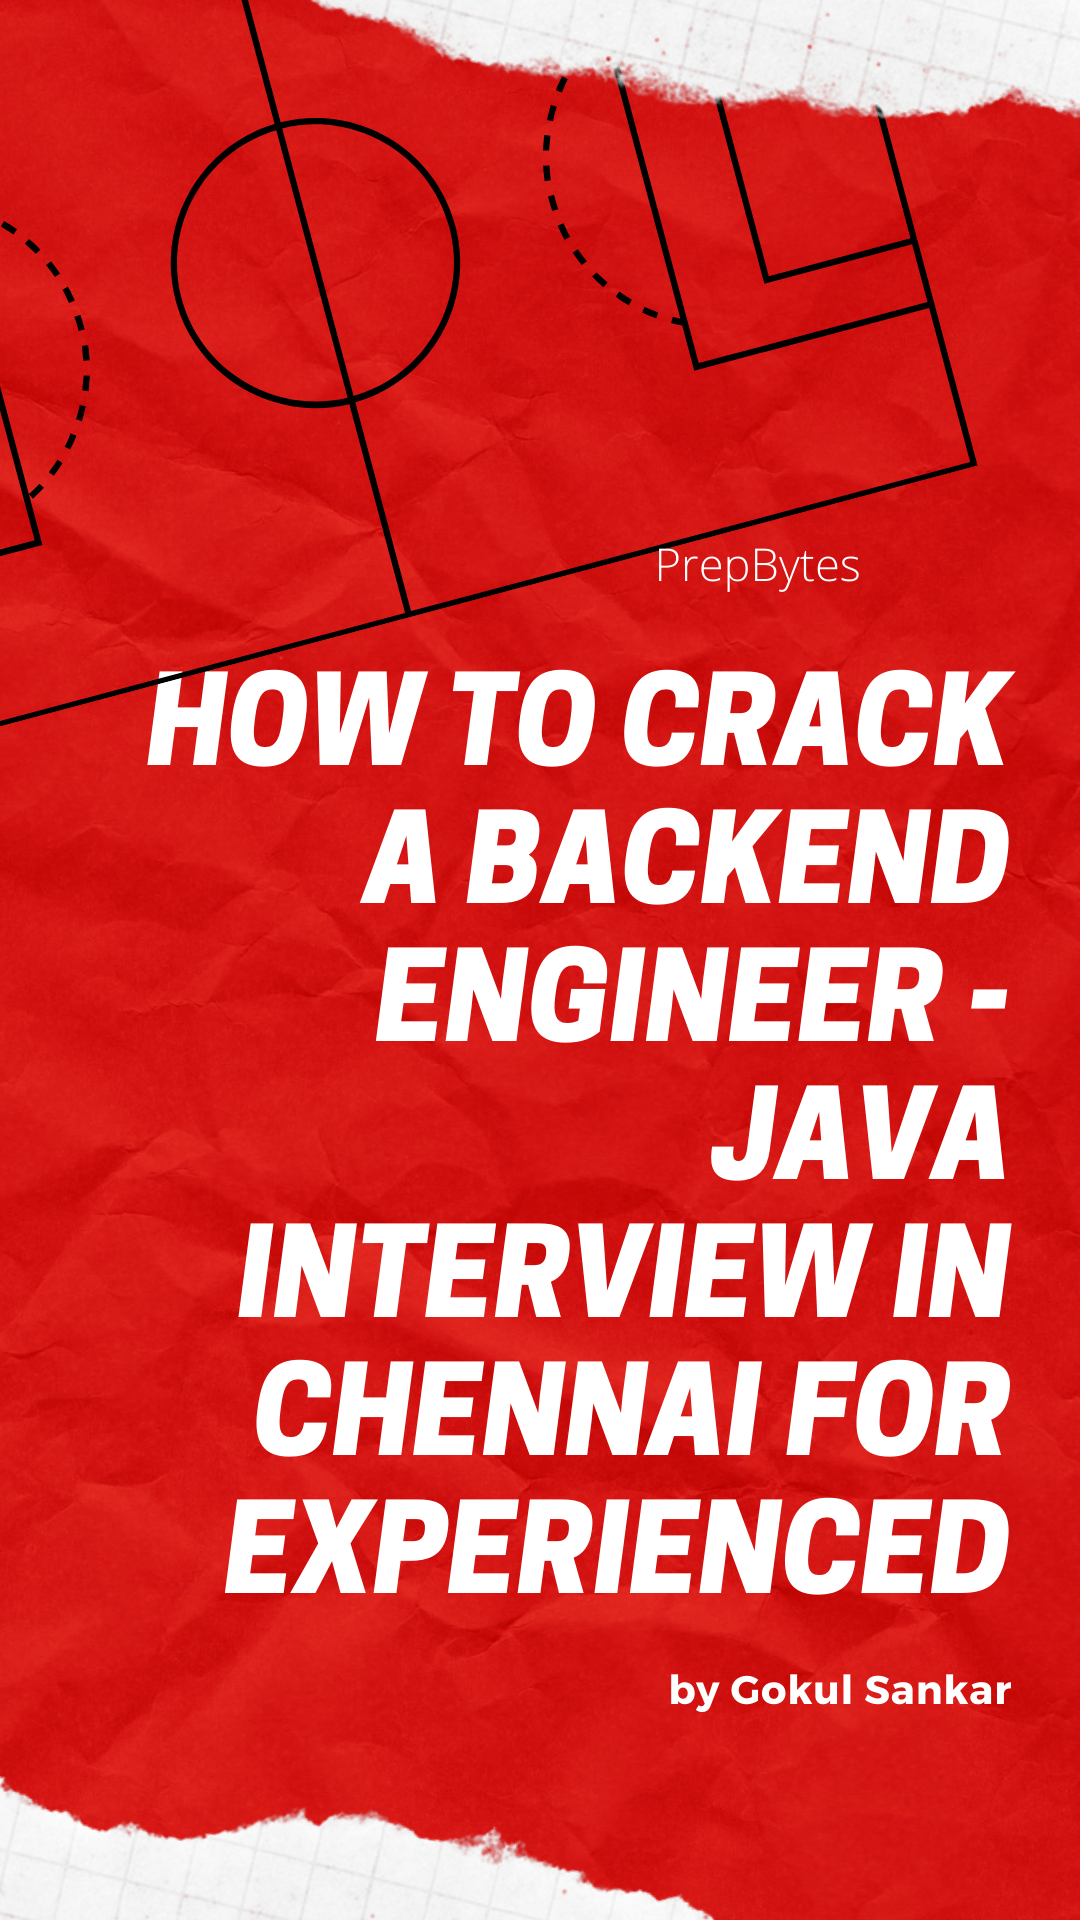 PrepBytes
HOW TO CRACK
A BACKEND
ENGINEER -
JAVA
INTERVIEW IN
CHENNAI FOR
EXPERIENCED
by Gokul Sankar